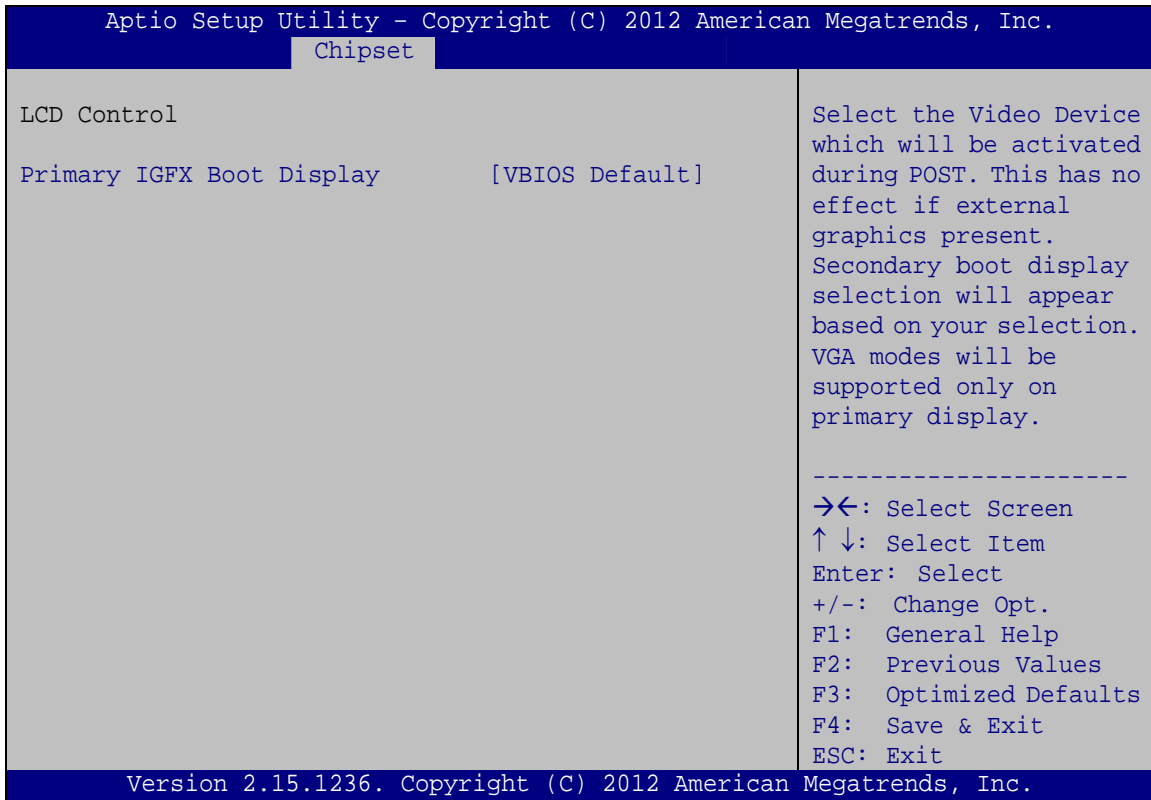 Aptio Setup Utility – Copyright (C) 2012 American Megatrends, Inc.
Chipset
LCD Control
Primary IGFX Boot Display [VBIOS Default]
Select the Video Device
which will be activated
during POST. This has no
effect if external
graphics present.
Secondary boot display
selection will appear
based on your selection.
VGA modes will be
supported only on
primary display.
----------------------
→←: Select Screen
↑ ↓: Select Item
Enter: Select
+/-: Change Opt.
F1: General Help
F2: Previous Values
F3: Optimized Defaults
F4: Save & Exit
ESC: Exit
Version 2.15.1236. Copyright (C) 2012 American Megatrends, Inc.